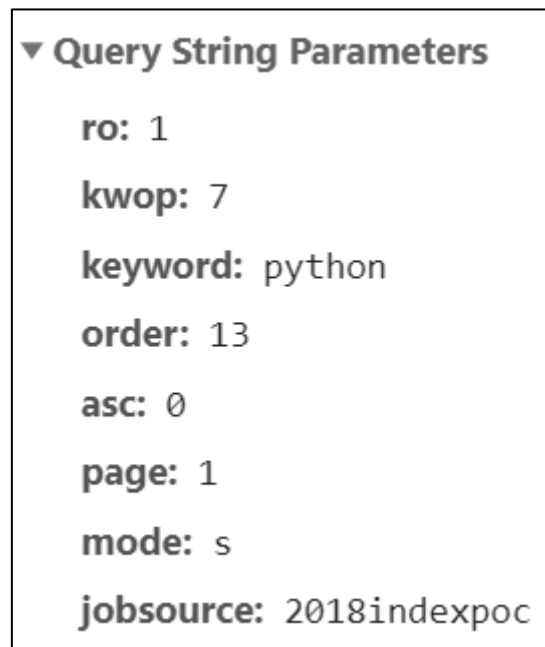 ▼ Query String Parameters
ro: 1
kwop: 7
keyword: python
order: 13
asc: 0
page: 1
mode: s
jobsource: 2018indexpoc